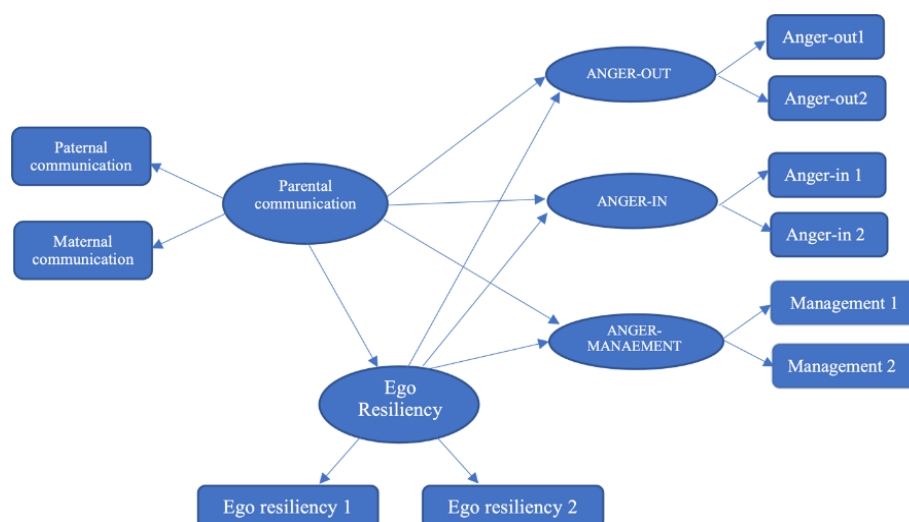 Anger-out1
ANGER-OUT
Anger-out2
Paternal
communication
Parental
communication
Anger-in 1
ANGER-IN
Maternal
communication
Anger-in 2
Management 1
ANGER-
MANAEMENT
Management 2
Ego
Resiliency
Ego resiliency 1
Ego resiliency 2